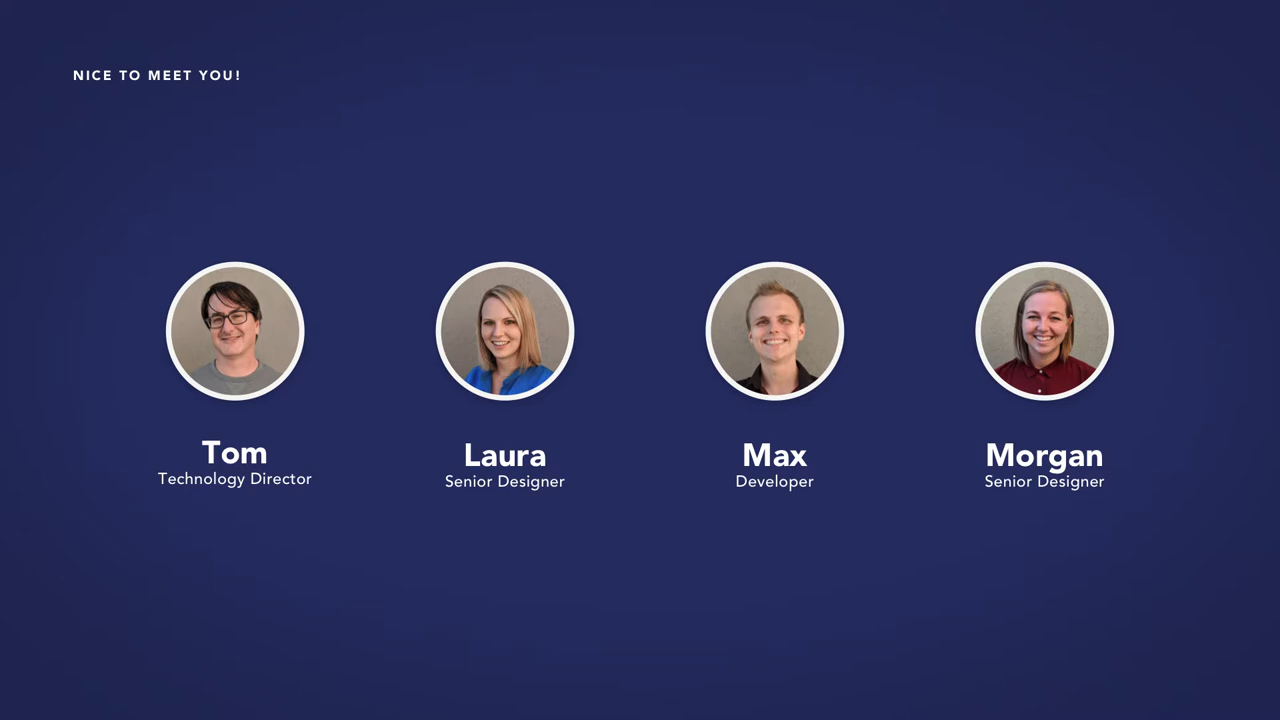 NICE TO MEET YOU!
Tom
Technology Director
Laura
Senior Designer
Max
Developer
Morgan
Senior Designer